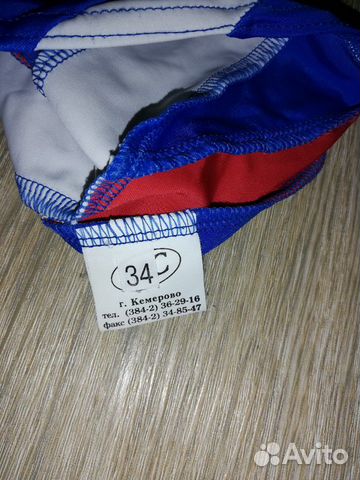 34 С
г. Кемерово
тел. (384-2) 36-29-16
факс (384-2) 34-85-47
Avito